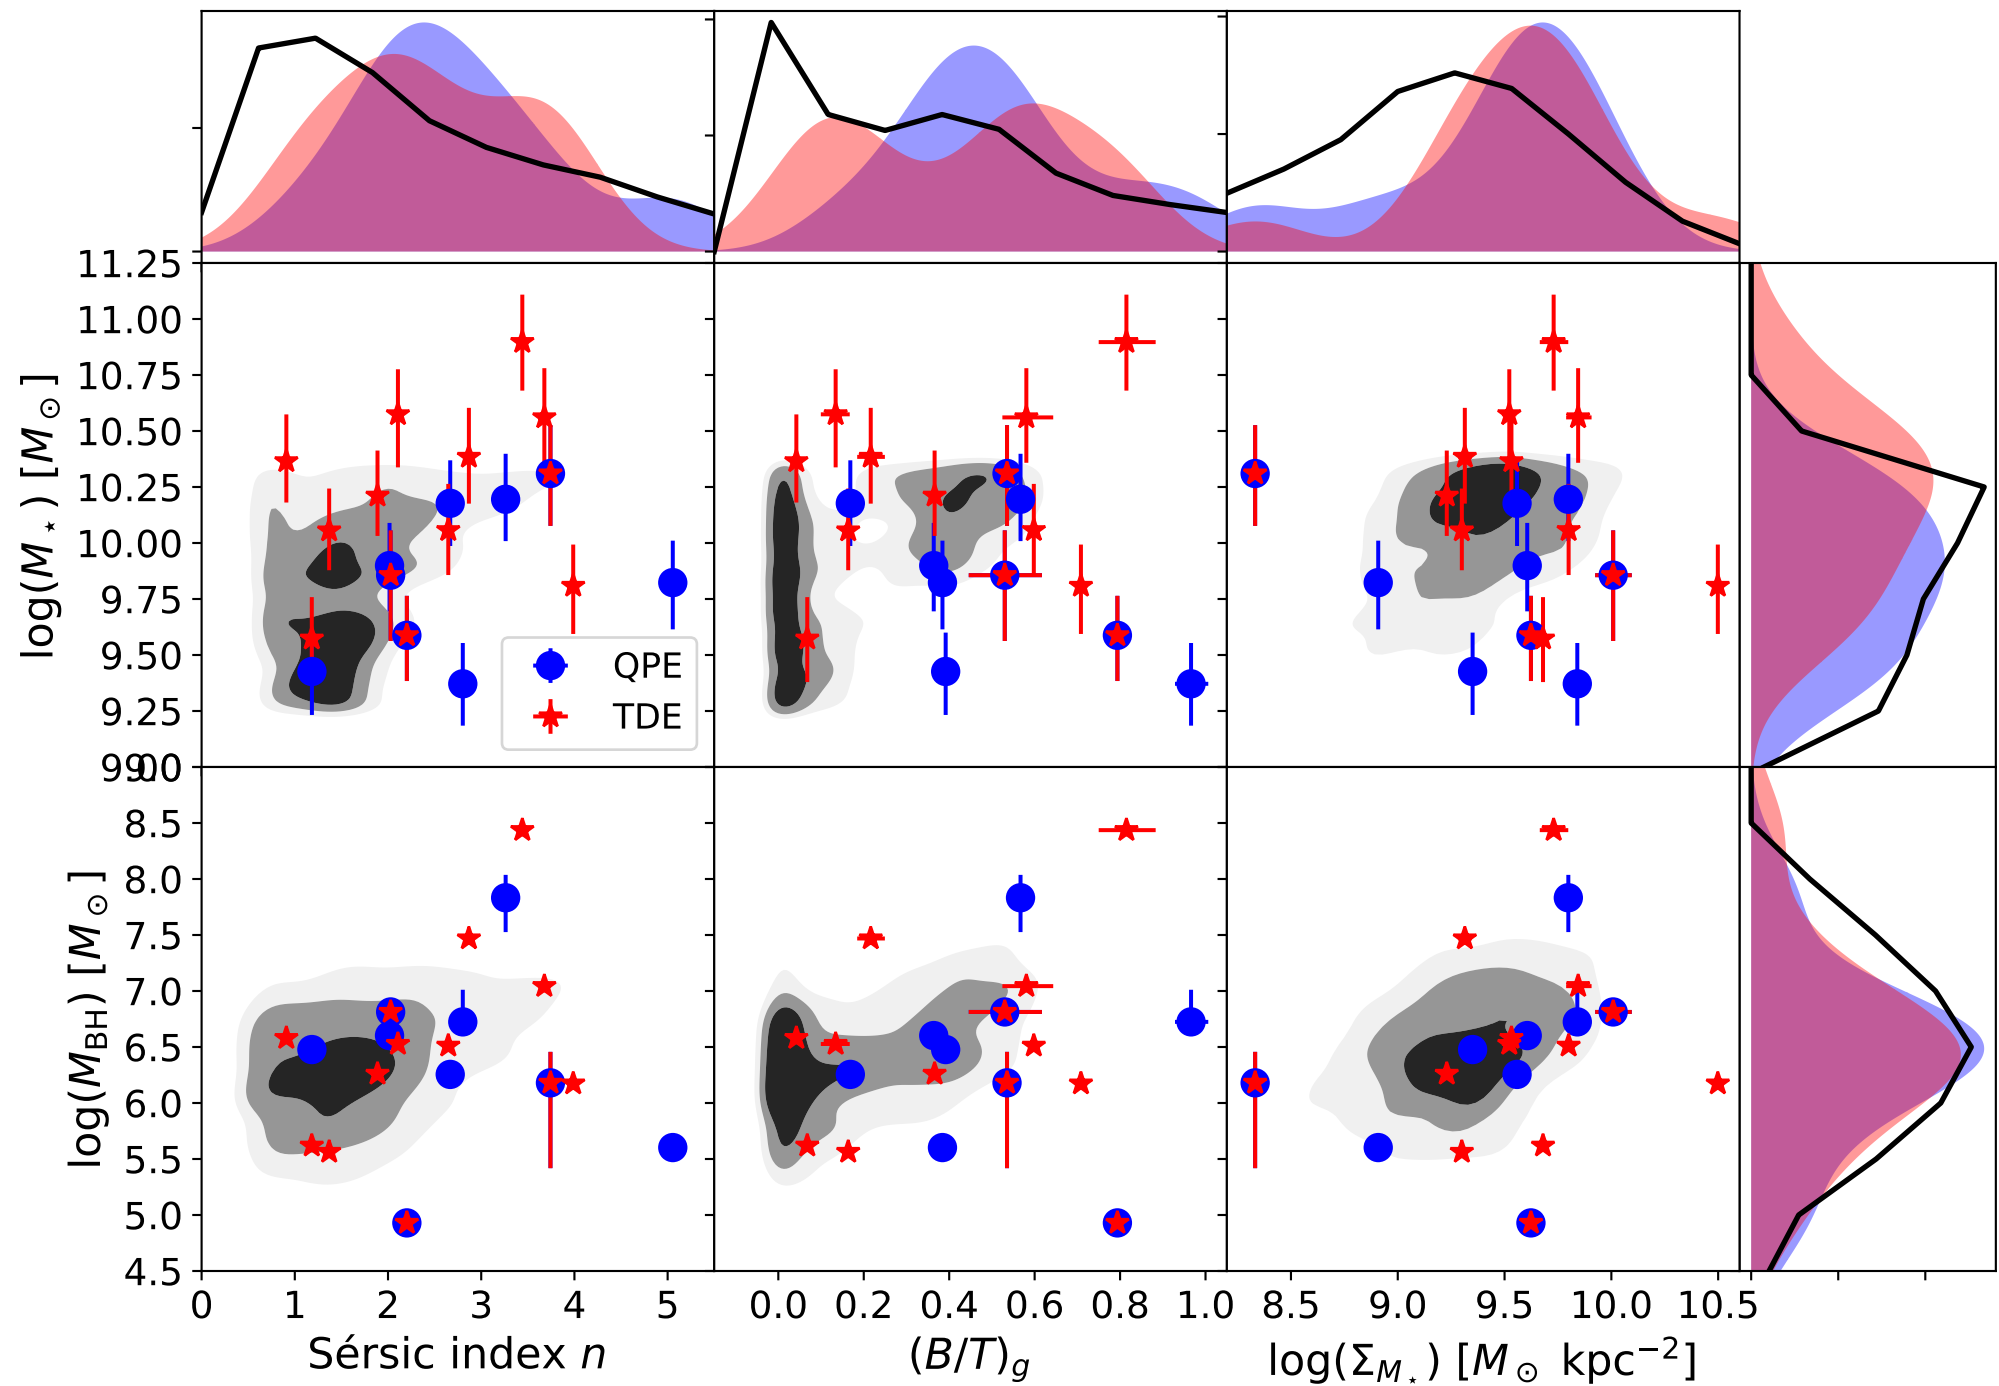 11.25
11.00
10.75
10.50
10.25
10.00
9.75
9.50
9.25
9.00
log(M⋆) [M⊙]
QPE
TDE
9.0
8.5
8.0
7.5
7.0
6.5
6.0
5.5
5.0
4.5
log(M_BH) [M⊙]
0 1 2 3 4 5
0.0 0.2 0.4 0.6 0.8 1.0
8.5 9.0 9.5 10.0 10.5
Sérsic index n
(B/T)_g
log(Σ_M⋆) [M⊙ kpc⁻²]